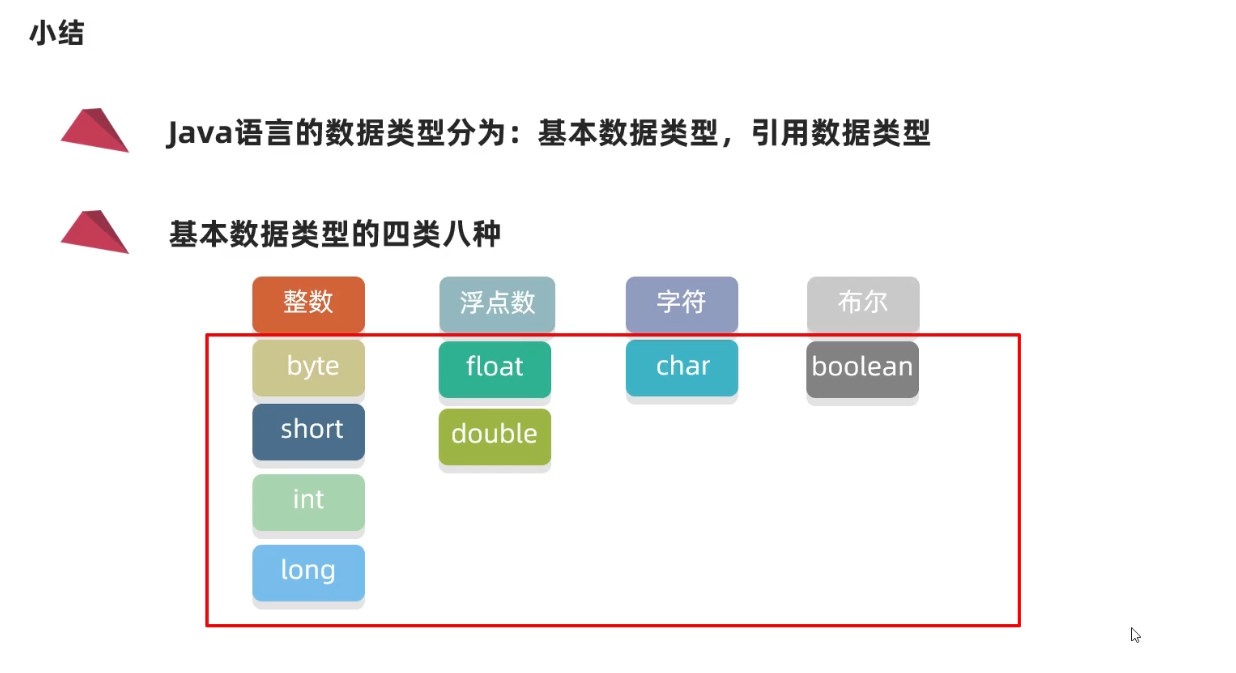 小结
Java语言的数据类型分为：基本数据类型，引用数据类型
基本数据类型的四类八种
整数 浮点数 字符 布尔
byte float char boolean
short double
int
long